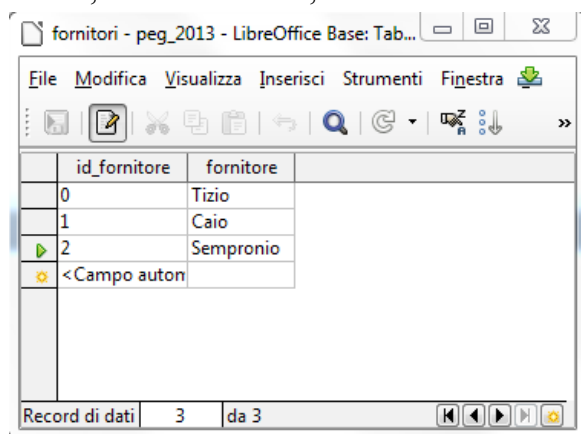 fornitori - peg_2013 - LibreOffice Base: Tab...
File Modifica Visualizza Inserisci Strumenti Finestra
id_fornitore fornitore
0 Tizio
1 Caio
2 Sempronio
<Campo autom
Record di dati 3 da 3